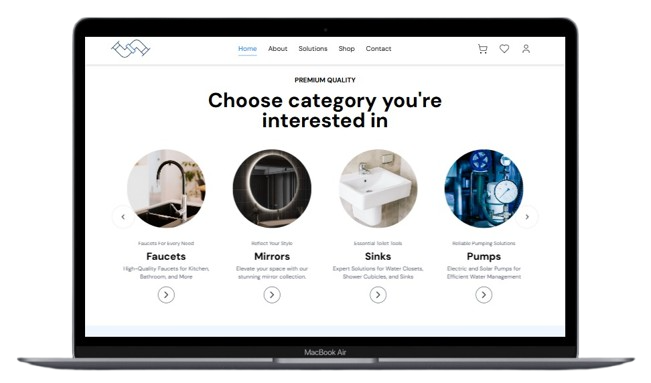 Home About Solutions Shop Contact
PREMIUM QUALITY
Choose category you're
interested in
Faucets For Every Need
Reflect Your Style
Essential Toilet Tools
Reliable Pumping Solutions
Faucets
Mirrors
Sinks
Pumps
High-Quality Faucets for Kitchen,
Bathroom, and More
Elevate your space with our
stunning mirror collection.
Expert Solutions for Water Closets,
Shower Cubicles, and Sinks
Electric and Solar Pumps for
Efficient Water Management
MacBook Air